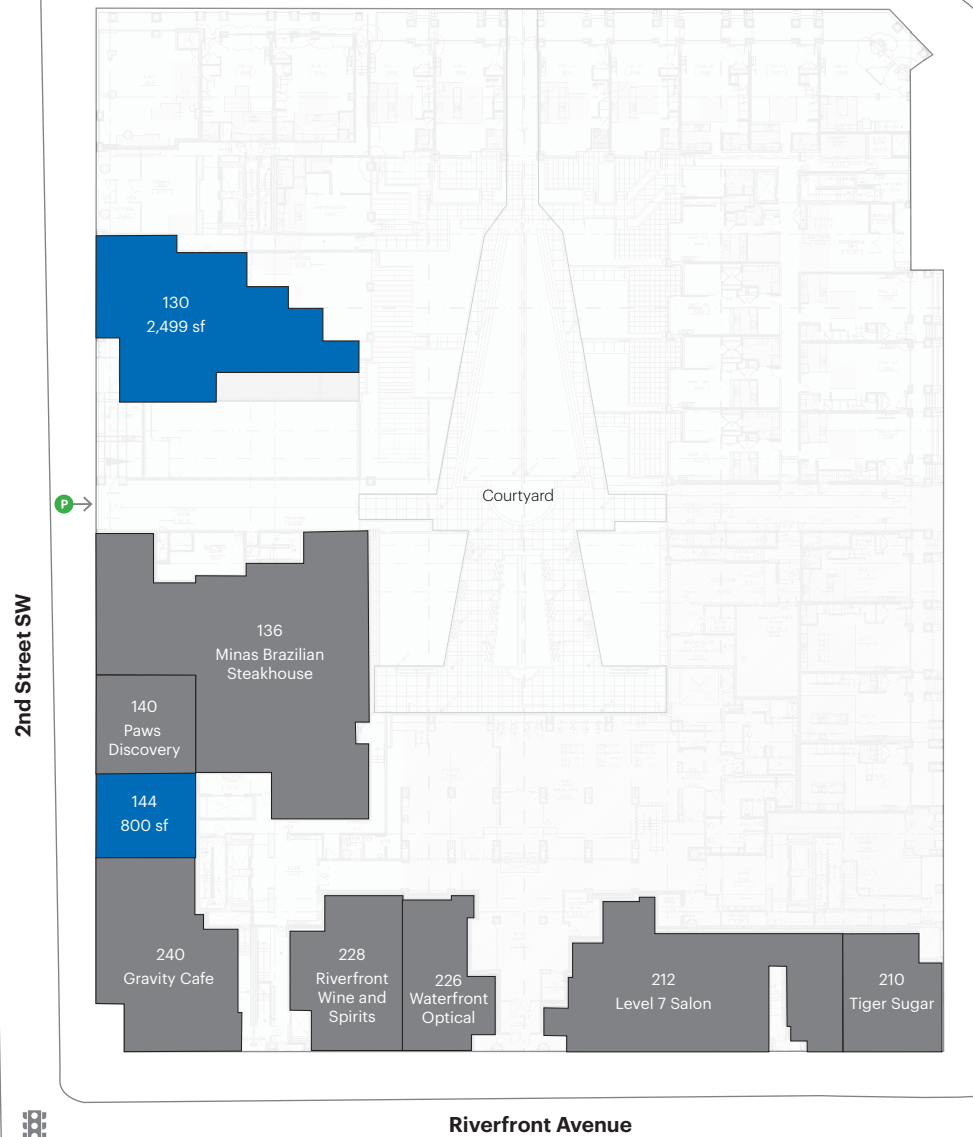 130
2,499 sf
Courtyard
P
2nd Street SW
136
Minas Brazilian
Steakhouse
140
Paws
Discovery
144
800 sf
240
Gravity Cafe
228
Riverfront
Wine and
Spirits
226
Waterfront
Optical
212
Level 7 Salon
210
Tiger Sugar
Riverfront Avenue